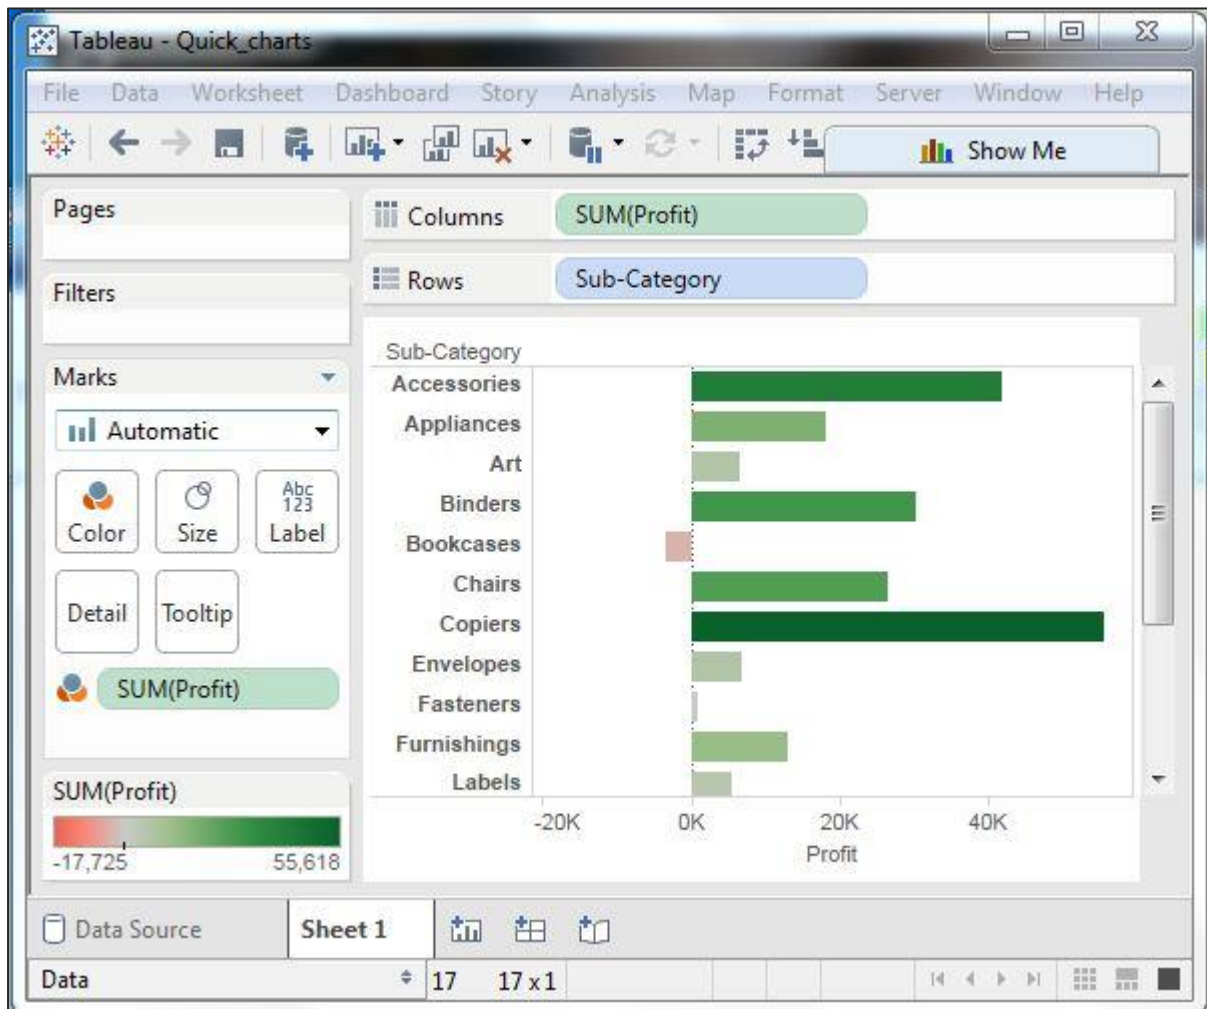 Tableau - Quick_charts
File Data Worksheet Dashboard Story Analysis Map Format Server Window Help
Show Me
Pages
Columns SUM(Profit)
Filters
Rows Sub-Category
Marks
Automatic
Color Size Abc 123 Label
Detail Tooltip
SUM(Profit)
SUM(Profit)
-17,725 55,618
Sub-Category
Accessories
Appliances
Art
Binders
Bookcases
Chairs
Copiers
Envelopes
Fasteners
Furnishings
Labels
-20K 0K 20K 40K
Profit
Data Source Sheet 1
Data 17 17 x 1